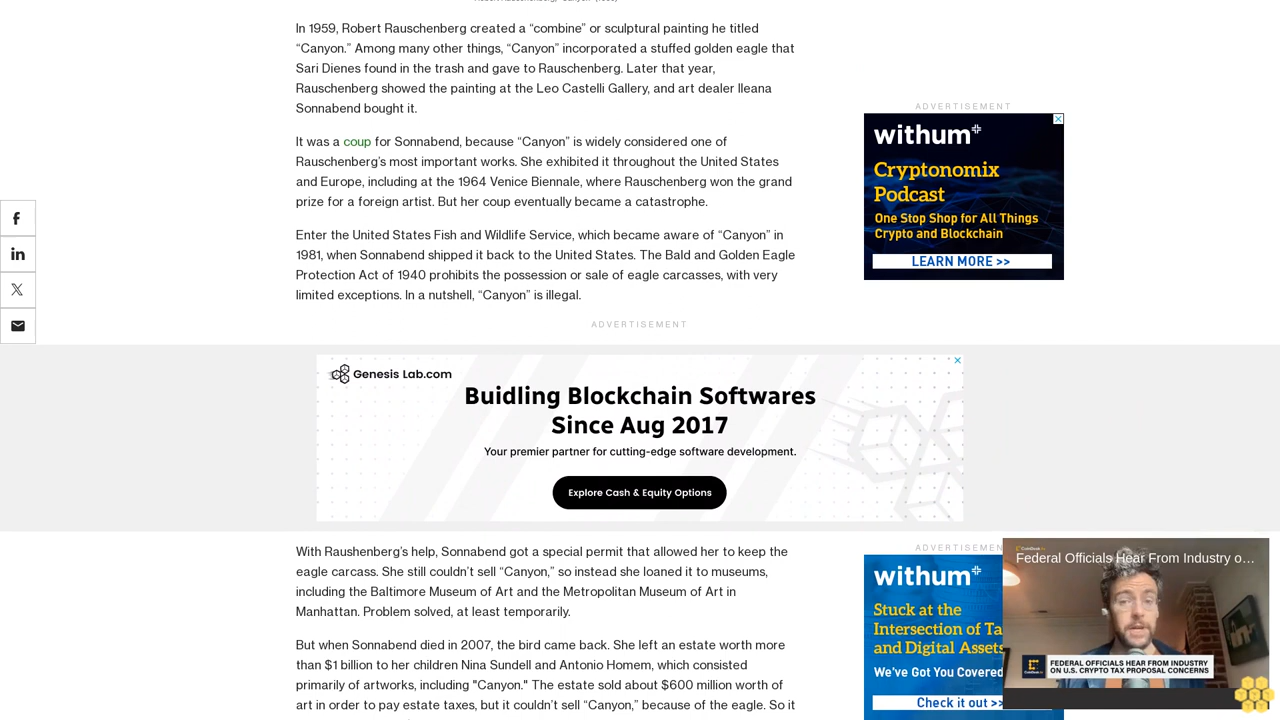 In 1959, Robert Rauschenberg created a “combine” or sculptural painting he titled
“Canyon.” Among many other things, “Canyon” incorporated a stuffed golden eagle that
Sari Dienes found in the trash and gave to Rauschenberg. Later that year,
Rauschenberg showed the painting at the Leo Castelli Gallery, and art dealer Ileana
Sonnabend bought it.
It was a coup for Sonnabend, because “Canyon” is widely considered one of
Rauschenberg’s most important works. She exhibited it throughout the United States
and Europe, including at the 1964 Venice Biennale, where Rauschenberg won the grand
prize for a foreign artist. But her coup eventually became a catastrophe.
Enter the United States Fish and Wildlife Service, which became aware of “Canyon” in
1981, when Sonnabend shipped it back to the United States. The Bald and Golden Eagle
Protection Act of 1940 prohibits the possession or sale of eagle carcasses, with very
limited exceptions. In a nutshell, “Canyon” is illegal.
ADVERTISEMENT
withum
Cryptonomix
Podcast
One Stop Shop for All Things
Crypto and Blockchain
LEARN MORE >>
ADVERTISEMENT
Genesis Lab.com
Buidling Blockchain Softwares
Since Aug 2017
Your premier partner for cutting-edge software development.
Explore Cash & Equity Options
With Raushenberg’s help, Sonnabend got a special permit that allowed her to keep the
eagle carcass. She still couldn’t sell “Canyon,” so instead she loaned it to museums,
including the Baltimore Museum of Art and the Metropolitan Museum of Art in
Manhattan. Problem solved, at least temporarily.
But when Sonnabend died in 2007, the bird came back. She left an estate worth more
than $1 billion to her children Nina Sundell and Antonio Homem, which consisted
primarily of artworks, including "Canyon." The estate sold about $600 million worth of
art in order to pay estate taxes, but it couldn’t sell “Canyon,” because of the eagle. So it
ADVERTISEMEN
withum
Stuck at the
Intersection of Ta
and Digital Assets
We’ve Got You Covered
Check it out >>
Federal Officials Hear From Industry o…
FEDERAL OFFICIALS HEAR FROM INDUSTRY
ON U.S. CRYPTO TAX PROPOSAL CONCERNS